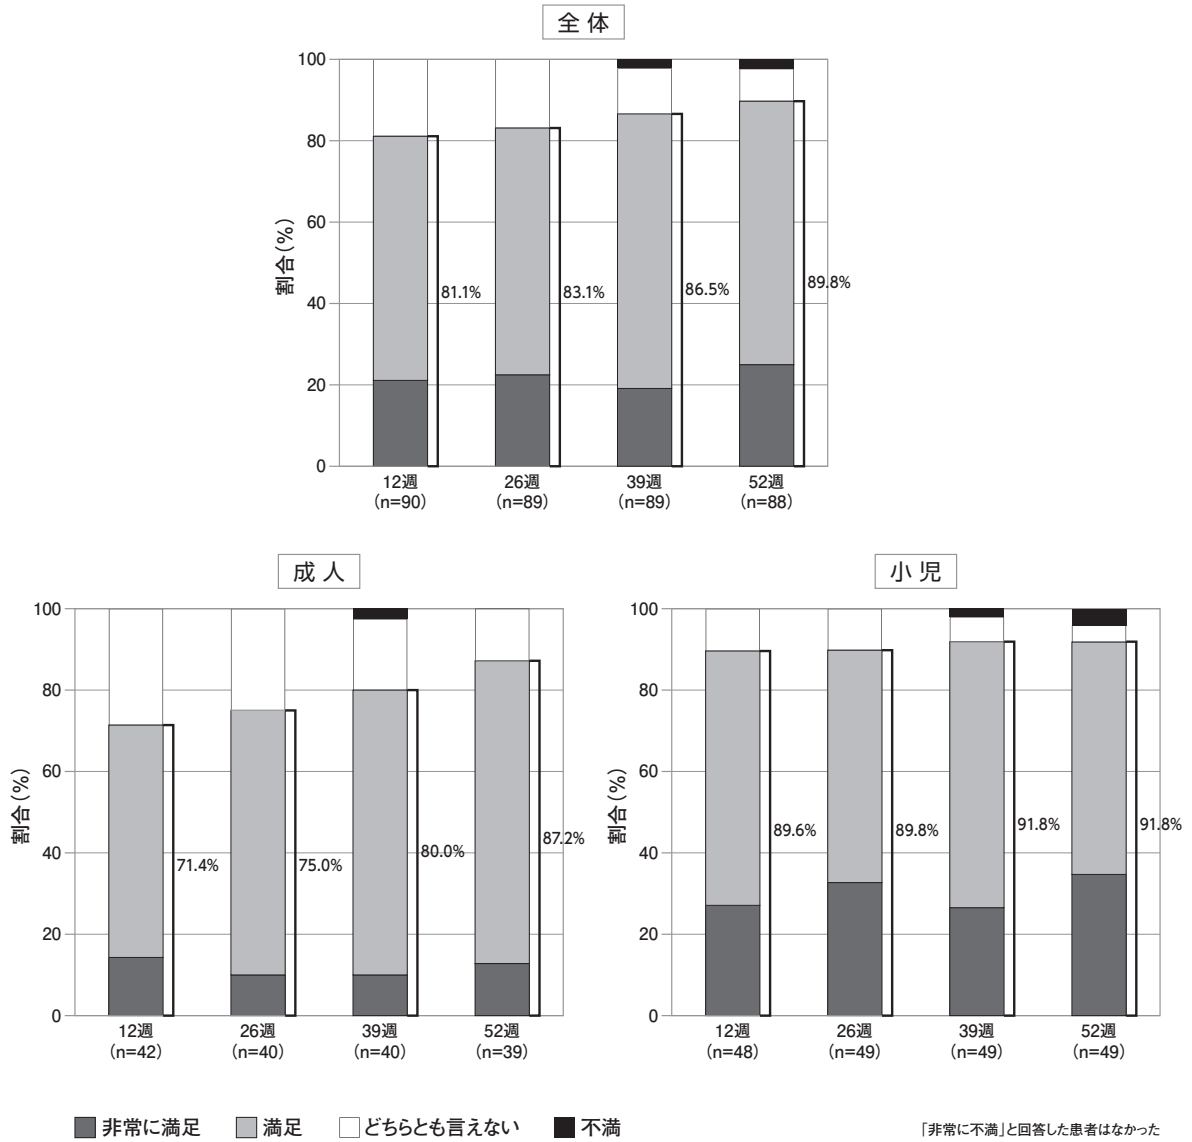 全体
割合(%)
100
80
60
40
20
0
81.1%
83.1%
86.5%
89.8%
12週
26週
39週
52週
(n=90)
(n=89)
(n=89)
(n=88)
成人
割合(%)
100
80
60
40
20
0
71.4%
75.0%
80.0%
87.2%
12週
26週
39週
52週
(n=42)
(n=40)
(n=40)
(n=39)
小児
割合(%)
100
80
60
40
20
0
89.6%
89.8%
91.8%
91.8%
12週
26週
39週
52週
(n=48)
(n=49)
(n=49)
(n=49)
非常に満足 満足 どちらとも言えない 不満
「非常に不満」と回答した患者はなかった